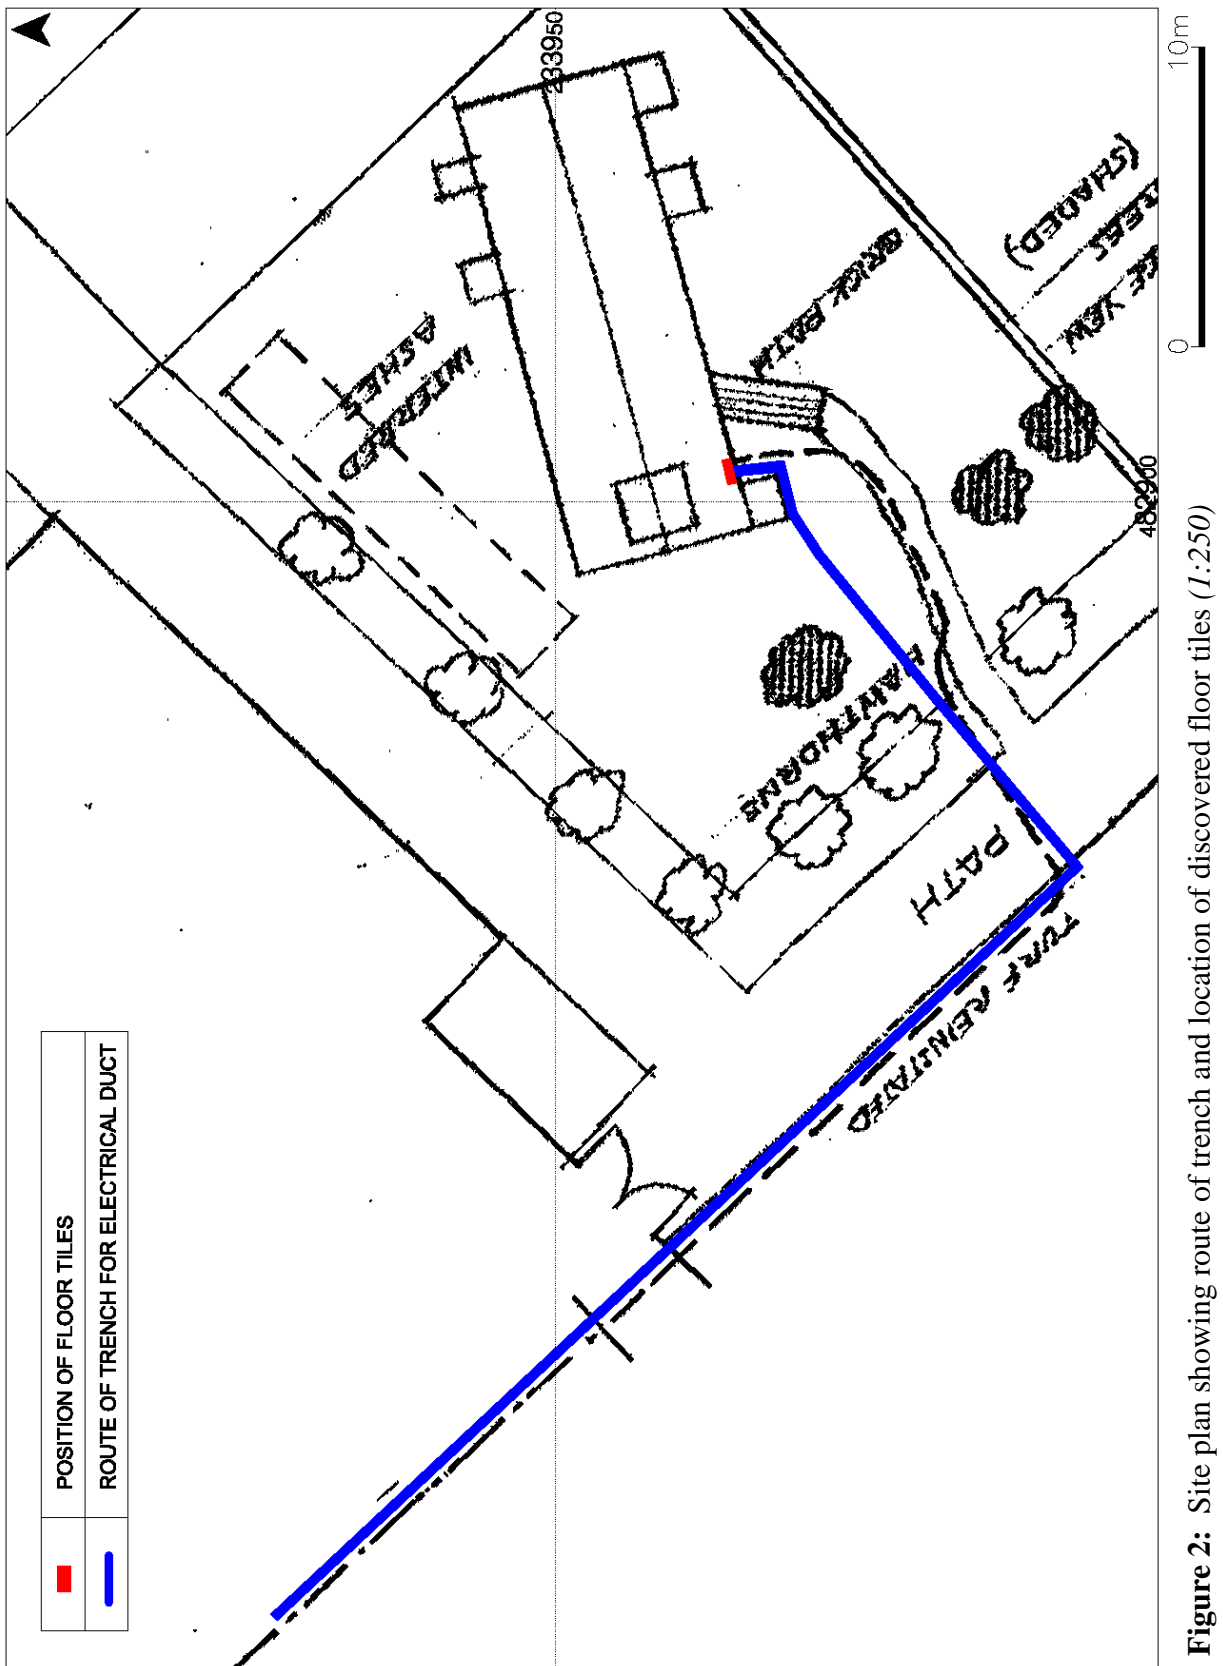 POSITION OF FLOOR TILES
ROUTE OF TRENCH FOR ELECTRICAL DUCT
INTERRED
ASHES
233950
BRICK PATH
HAWTHORNS
PATH
TURF REINSTATED
(SHADED)
TREES
YEW
482900
0
10m
Figure 2: Site plan showing route of trench and location of discovered floor tiles (1:250)